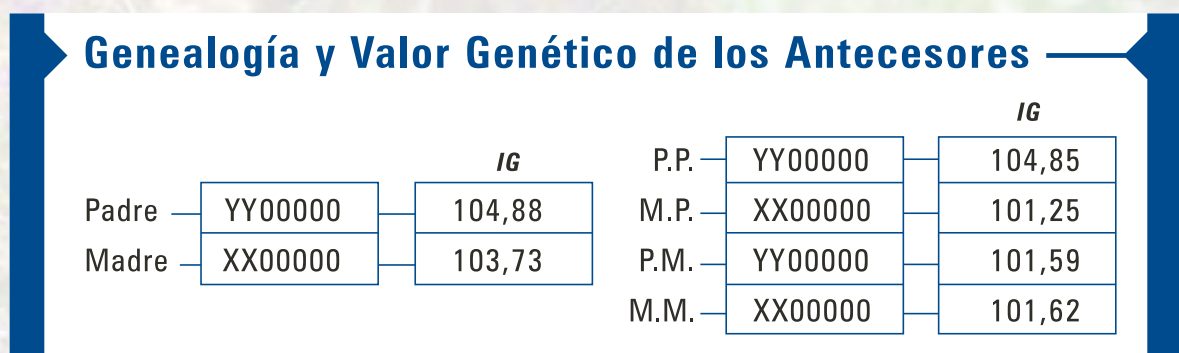 Genealogía y Valor Genético de los Antecesores
IG
Padre YY00000 104,88
Madre XX00000 103,73
IG
P.P. YY00000 104,85
M.P. XX00000 101,25
P.M. YY00000 101,59
M.M. XX00000 101,62